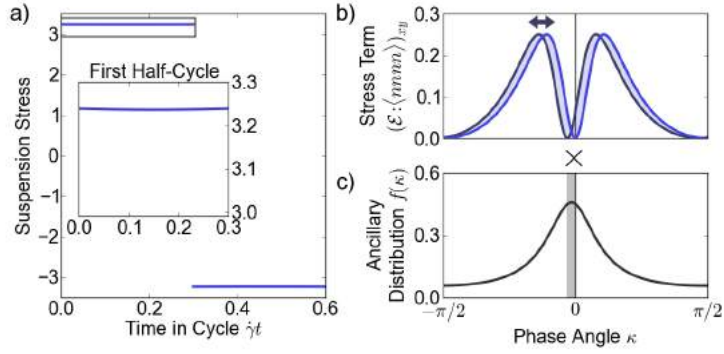 a)
Suspension Stress
3
2
1
0
−1
−2
−3
First Half-Cycle
3.3
3.2
3.1
3.0
0.0 0.1 0.2 0.3
0.0 0.2 0.4 0.6
Time in Cycle γ̇t
b)
Stress Term
(ℰ:⟨nnnn⟩)xy
0.3
0.2
0.1
0.0
×
c)
Ancillary
Distribution f(κ)
0.6
0.3
0.0
−π/2 0 π/2
Phase Angle κ